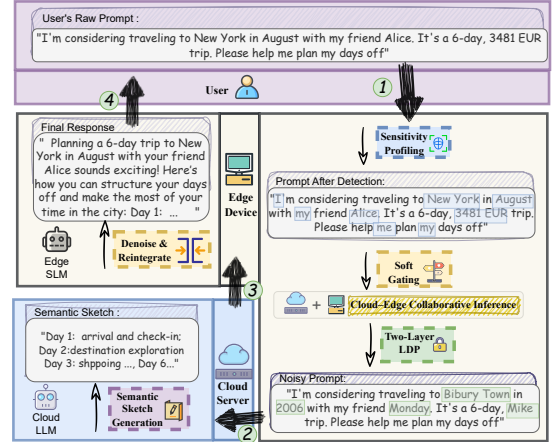 User's Raw Prompt :
"I'm considering traveling to New York in August with my friend Alice. It's a 6-day, 3481 EUR
trip. Please help me plan my days off"
User
4
1
Final Response
" Planning a 6-day trip to New
York in August with your friend
Alice sounds exciting! Here's
how you can structure your days
off and make the most of your
time in the city: Day 1: ... "
Edge
SLM
Denoise &
Reintegrate
Edge
Device
Sensitivity
Profiling
Prompt After Detection:
"I'm considering traveling to New York in August
with my friend Alice. It's a 6-day, 3481 EUR trip.
Please help me plan my days off"
Soft
Gating
+
Cloud–Edge Collaborative Inference
Two-Layer
LDP
3
Semantic Sketch :
"Day 1: arrival and check-in;
Day 2:destination exploration
Day 3: shppoing ..., Day 6..."
Cloud
LLM
Semantic
Sketch
Generation
Cloud
Server
2
Noisy Prompt:
"I'm considering traveling to Bibury Town in
2006 with my friend Monday. It's a 6-day, Mike
trip. Please help me plan my days off"